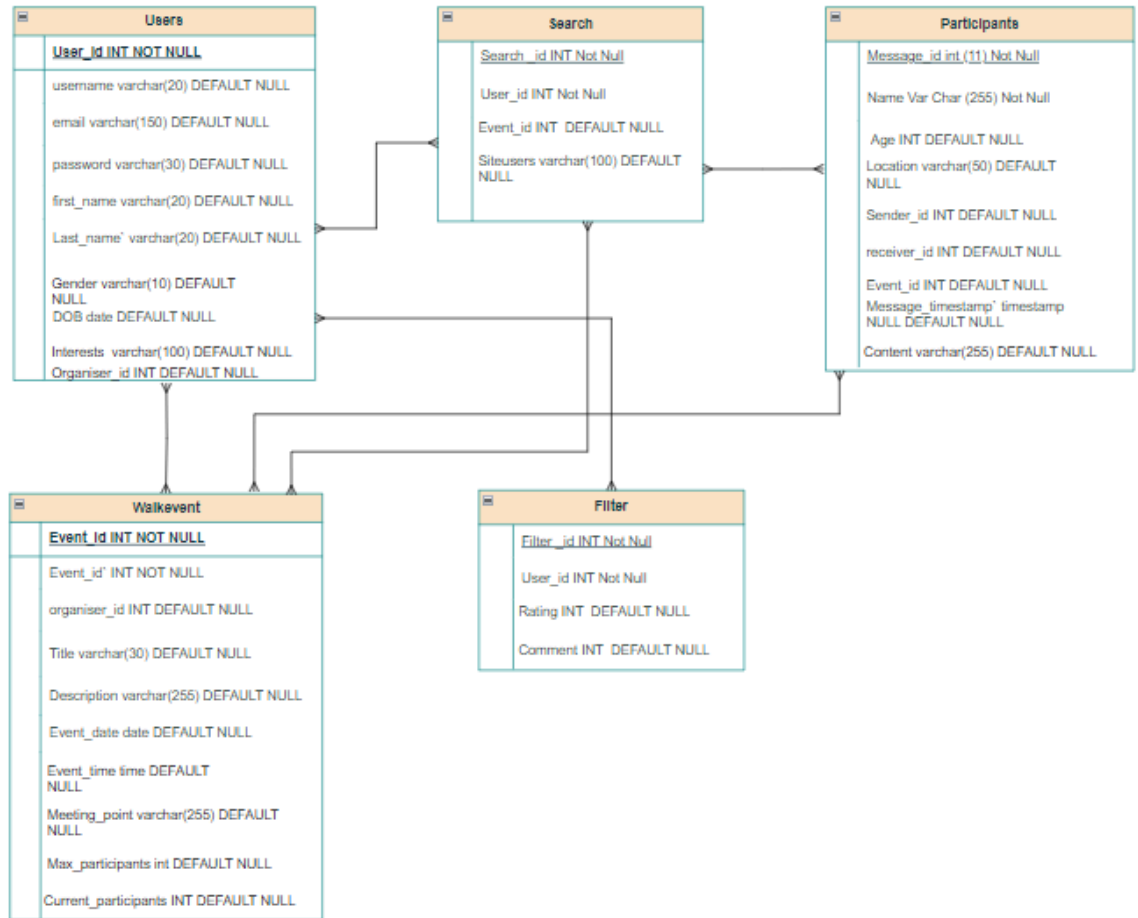 Users
User_id INT NOT NULL
username varchar(20) DEFAULT NULL
email varchar(150) DEFAULT NULL
password varchar(30) DEFAULT NULL
first_name varchar(20) DEFAULT NULL
Last_name` varchar(20) DEFAULT NULL
Gender varchar(10) DEFAULT
NULL
DOB date DEFAULT NULL
Interests varchar(100) DEFAULT NULL
Organiser_id INT DEFAULT NULL
Search
Search _id INT Not Null
User_id INT Not Null
Event_id INT DEFAULT NULL
Siteusers varchar(100) DEFAULT
NULL
Participants
Message_id int (11) Not Null
Name Var Char (255) Not Null
Age INT DEFAULT NULL
Location varchar(50) DEFAULT
NULL
Sender_id INT DEFAULT NULL
receiver_id INT DEFAULT NULL
Event_id INT DEFAULT NULL
Message_timestamp` timestamp
NULL DEFAULT NULL
Content varchar(255) DEFAULT NULL
Walkevent
Event_id INT NOT NULL
Event_id` INT NOT NULL
organiser_id INT DEFAULT NULL
Title varchar(30) DEFAULT NULL
Description varchar(255) DEFAULT NULL
Event_date date DEFAULT NULL
Event_time time DEFAULT
NULL
Meeting_point varchar(255) DEFAULT
NULL
Max_participants int DEFAULT NULL
Current_participants INT DEFAULT NULL
Filter
Filter _id INT Not Null
User_id INT Not Null
Rating INT DEFAULT NULL
Comment INT DEFAULT NULL